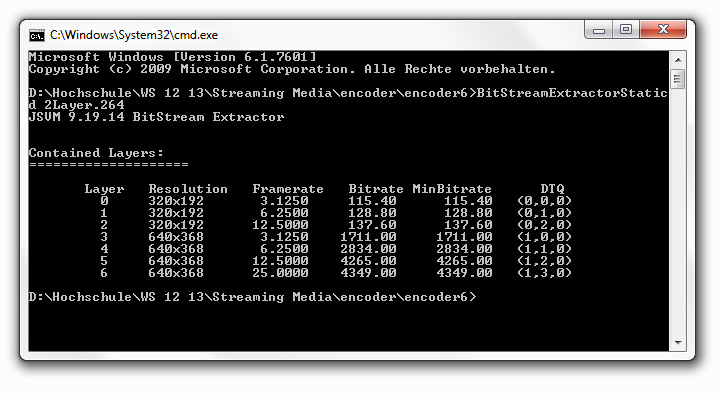 C:\Windows\System32\cmd.exe
Microsoft Windows [Version 6.1.7601]
Copyright (c) 2009 Microsoft Corporation. Alle Rechte vorbehalten.
D:\Hochschule\WS 12 13\Streaming Media\encoder\encoder6>BitStreamExtractorStatic
d 2Layer.264
JSVM 9.19.14 BitStream Extractor
Contained Layers:
====================
Layer Resolution Framerate Bitrate MinBitrate DTQ
0 320x192 3.1250 115.40 115.40 (0,0,0)
1 320x192 6.2500 128.80 128.80 (0,1,0)
2 320x192 12.5000 137.60 137.60 (0,2,0)
3 640x368 3.1250 1711.00 1711.00 (1,0,0)
4 640x368 6.2500 2834.00 2834.00 (1,1,0)
5 640x368 12.5000 4265.00 4265.00 (1,2,0)
6 640x368 25.0000 4349.00 4349.00 (1,3,0)
D:\Hochschule\WS 12 13\Streaming Media\encoder\encoder6>